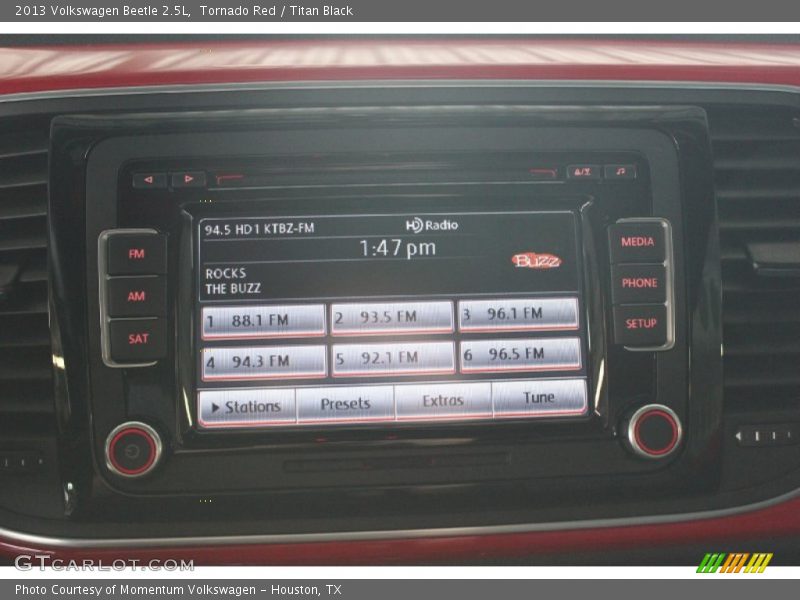 2013 Volkswagen Beetle 2.5L, Tornado Red / Titan Black
94.5 HD1 KTBZ-FM HD Radio
1:47 pm
BUZZ
ROCKS
THE BUZZ
1 88.1 FM 2 93.5 FM 3 96.1 FM
4 94.3 FM 5 92.1 FM 6 96.5 FM
Stations Presets Extras Tune
FM
AM
SAT
MEDIA
PHONE
SETUP
GTCARLOT.COM
Photo Courtesy of Momentum Volkswagen - Houston, TX